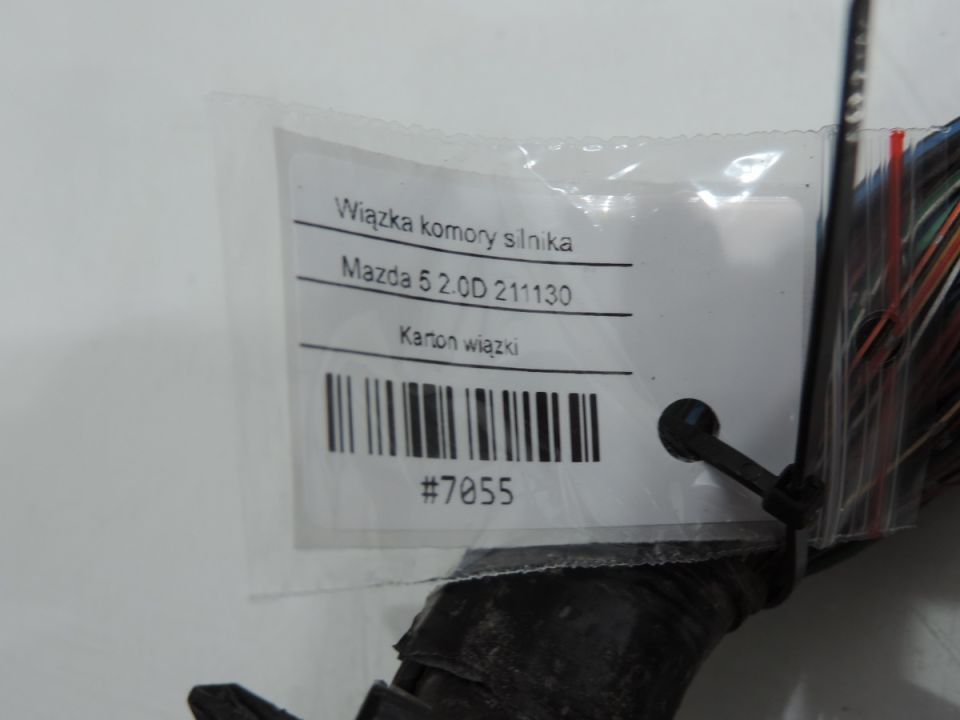 Wiązka komory silnika
Mazda 5 2.0D 211130
Karton wiązki
#7055